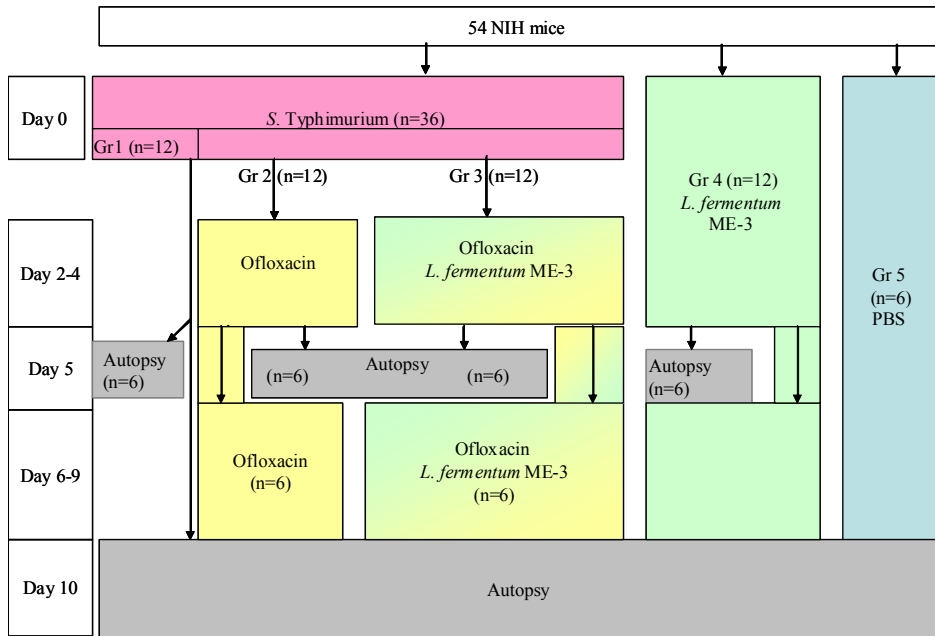 54 NIH mice
Day 0
S. Typhimurium (n=36)
Gr1 (n=12)
Gr 2 (n=12)
Gr 3 (n=12)
Gr 4 (n=12)
L. fermentum
ME-3
Gr 5
(n=6)
PBS
Day 2-4
Ofloxacin
Ofloxacin
L. fermentum ME-3
Day 5
Autopsy
(n=6)
Autopsy
(n=6)
(n=6)
Autopsy
(n=6)
Day 6-9
Ofloxacin
(n=6)
Ofloxacin
L. fermentum ME-3
(n=6)
Day 10
Autopsy